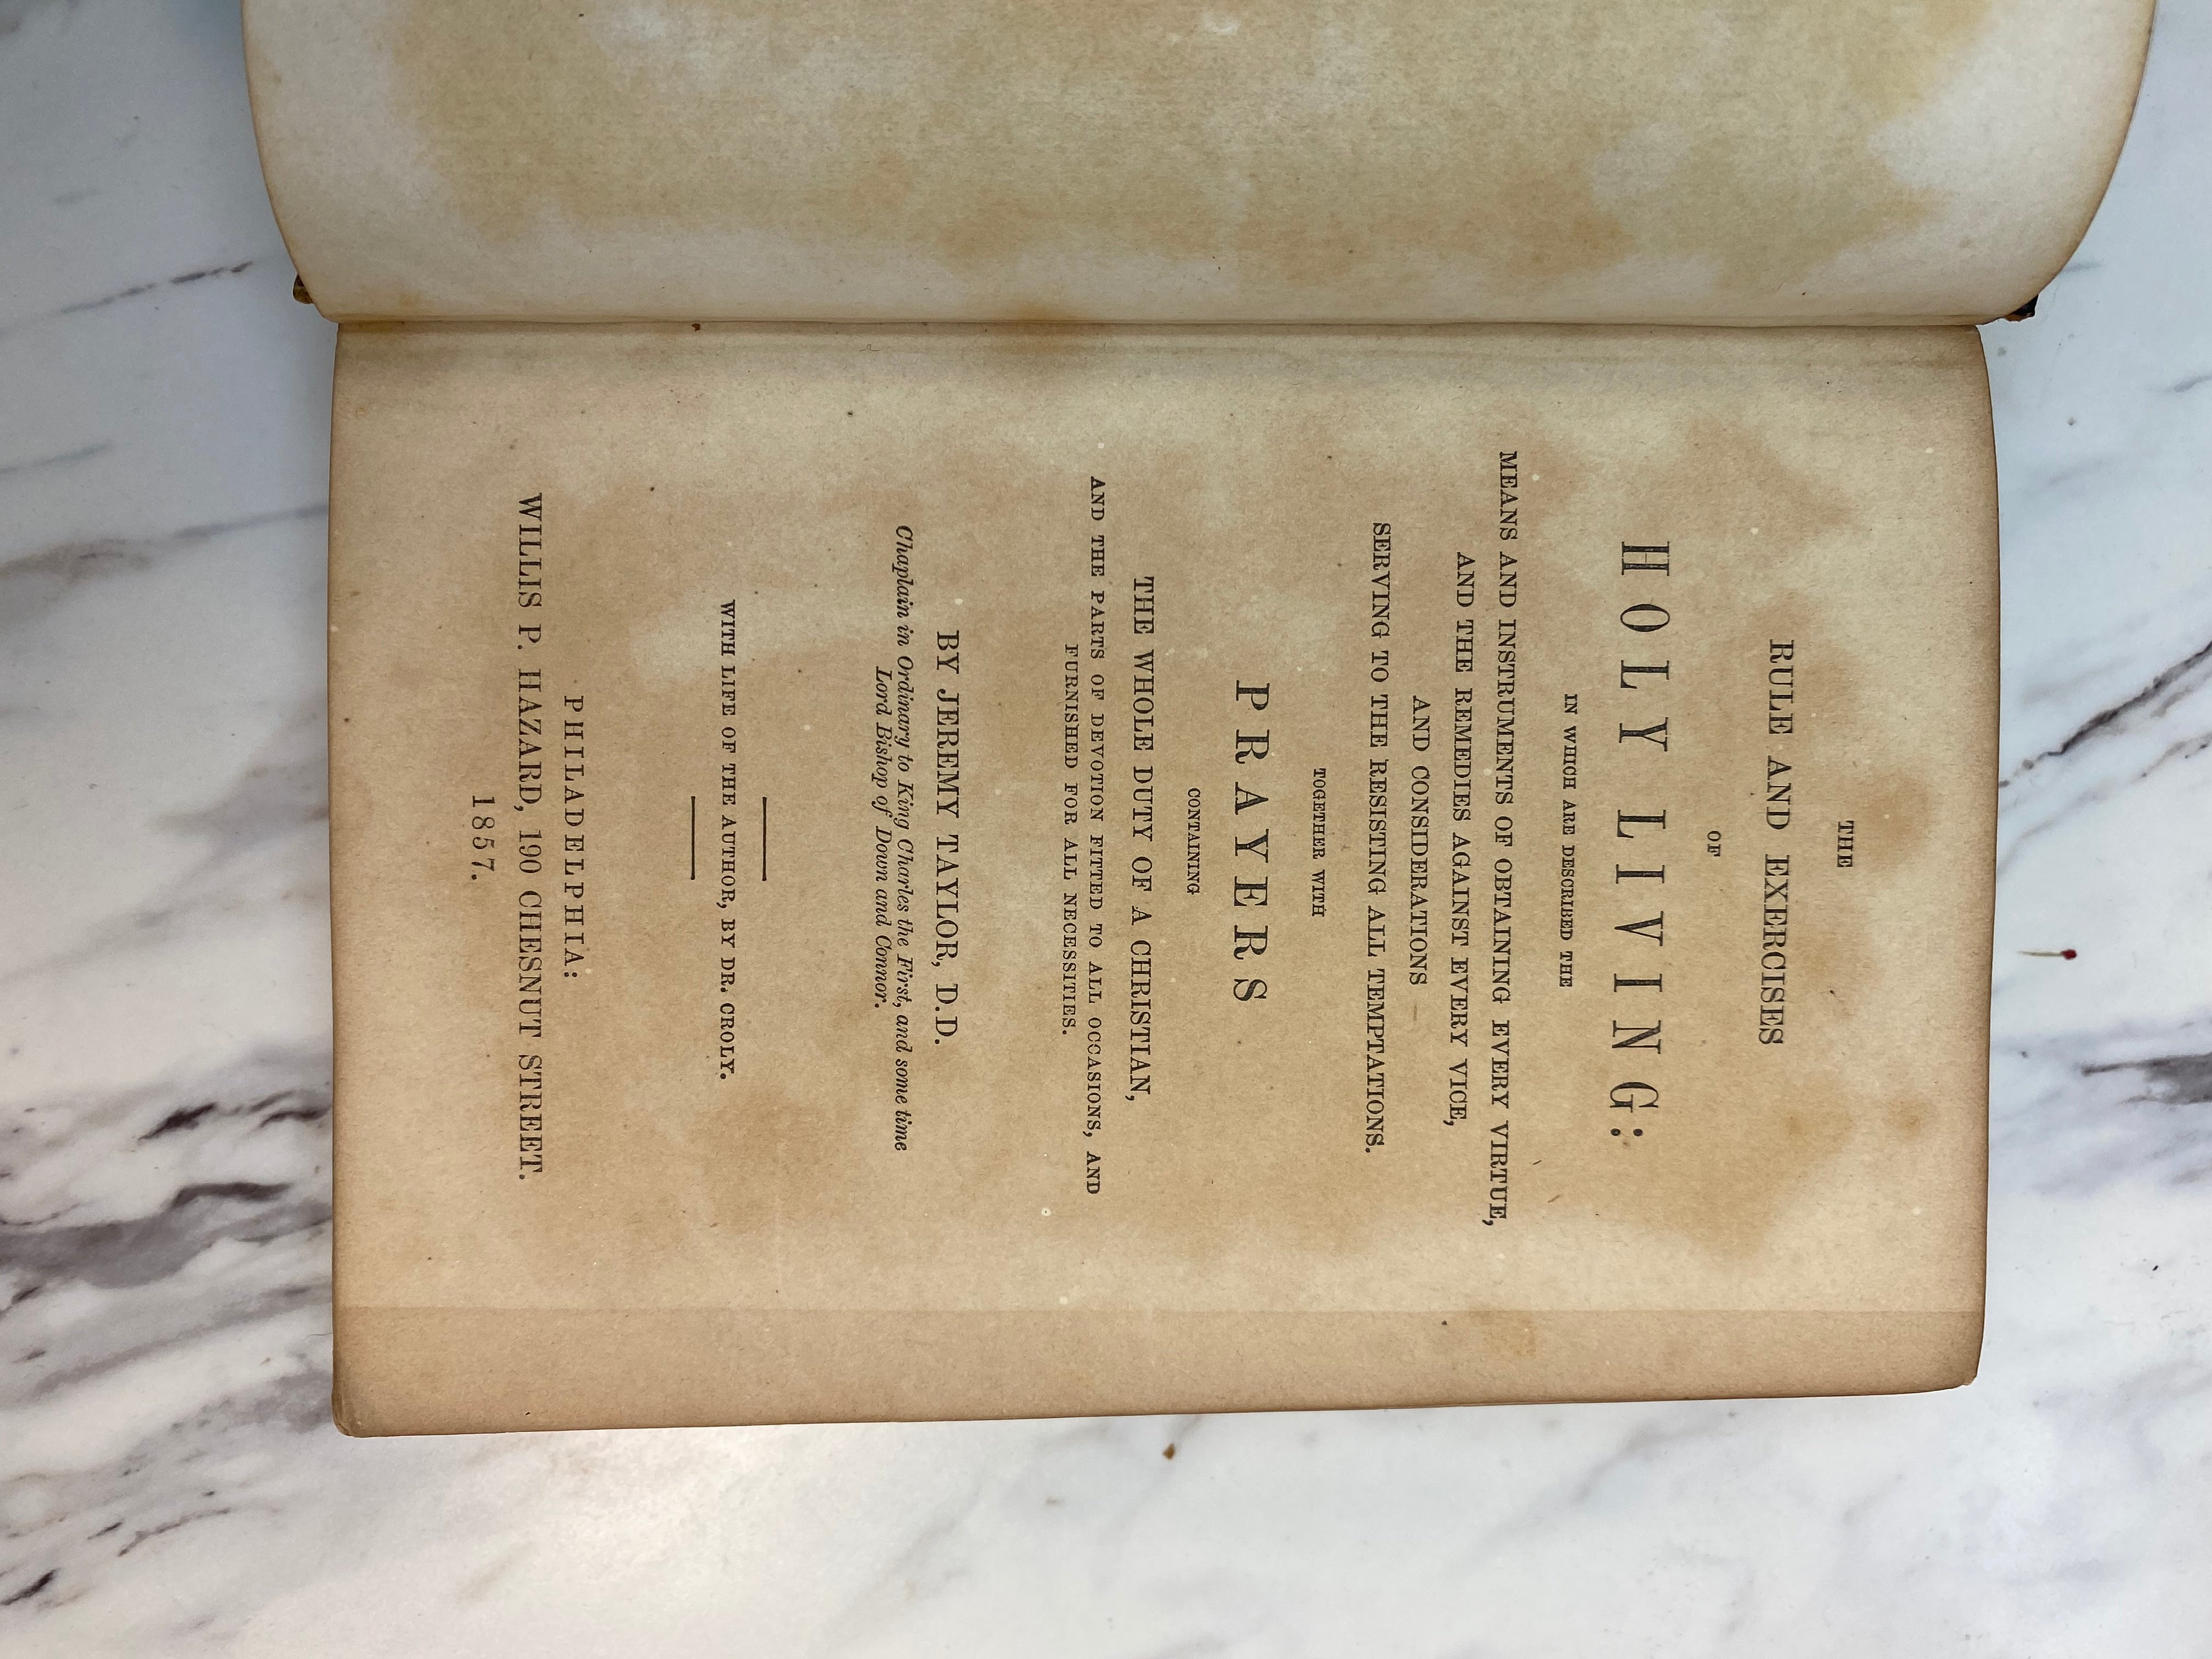 THE
RULE AND EXERCISES
OF
HOLY LIVING:
IN WHICH ARE DESCRIBED THE
MEANS AND INSTRUMENTS OF OBTAINING EVERY VIRTUE,
AND THE REMEDIES AGAINST EVERY VICE,
AND CONSIDERATIONS
SERVING TO THE RESISTING ALL TEMPTATIONS.
TOGETHER WITH
PRAYERS
CONTAINING
THE WHOLE DUTY OF A CHRISTIAN,
AND THE PARTS OF DEVOTION FITTED TO ALL OCCASIONS, AND
FURNISHED FOR ALL NECESSITIES.
BY JEREMY TAYLOR, D.D.
Chaplain in Ordinary to King Charles the First, and some time
Lord Bishop of Down and Connor.
WITH LIFE OF THE AUTHOR, BY DR. CROLY.
PHILADELPHIA:
WILLIS P. HAZARD, 190 CHESNUT STREET.
1857.